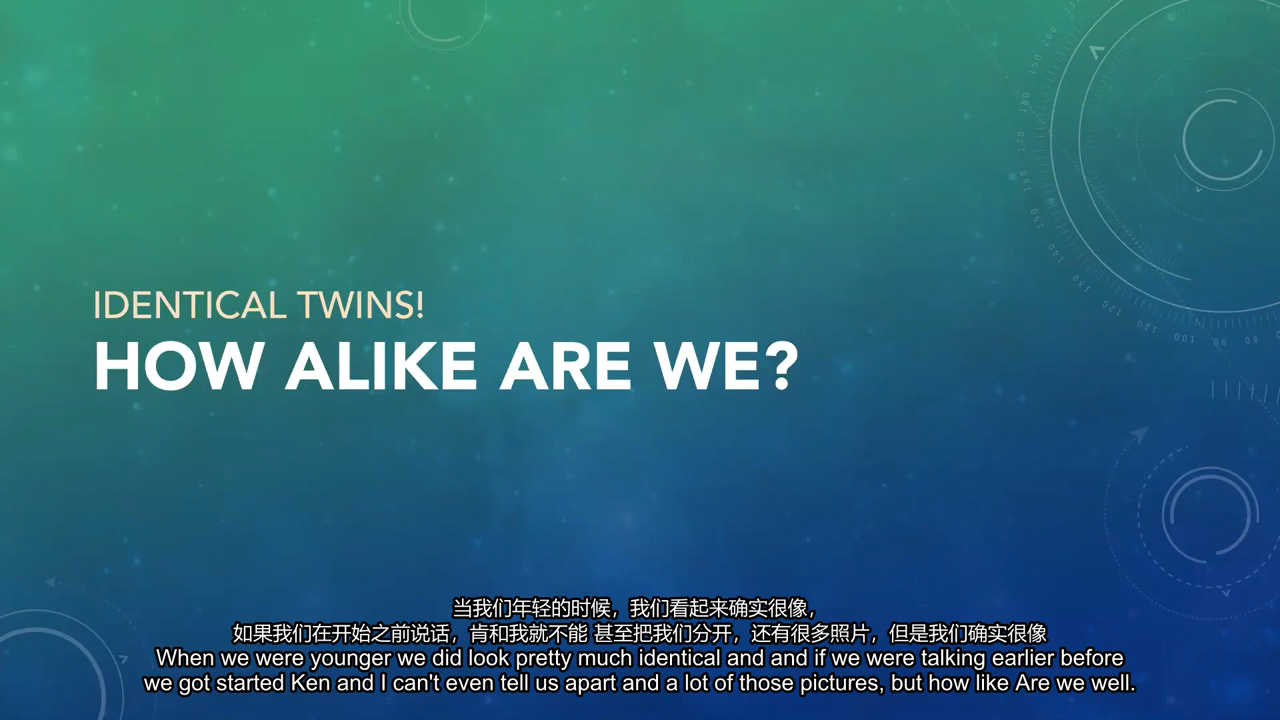 IDENTICAL TWINS!
HOW ALIKE ARE WE?
当我们年轻的时候，我们看起来确实很像，
如果我们在开始之前说话，肯和我就不能 甚至把我们分开，还有很多照片，但是我们确实很像
When we were younger we did look pretty much identical and and if we were talking earlier before
we got started Ken and I can't even tell us apart and a lot of those pictures, but how like Are we well.